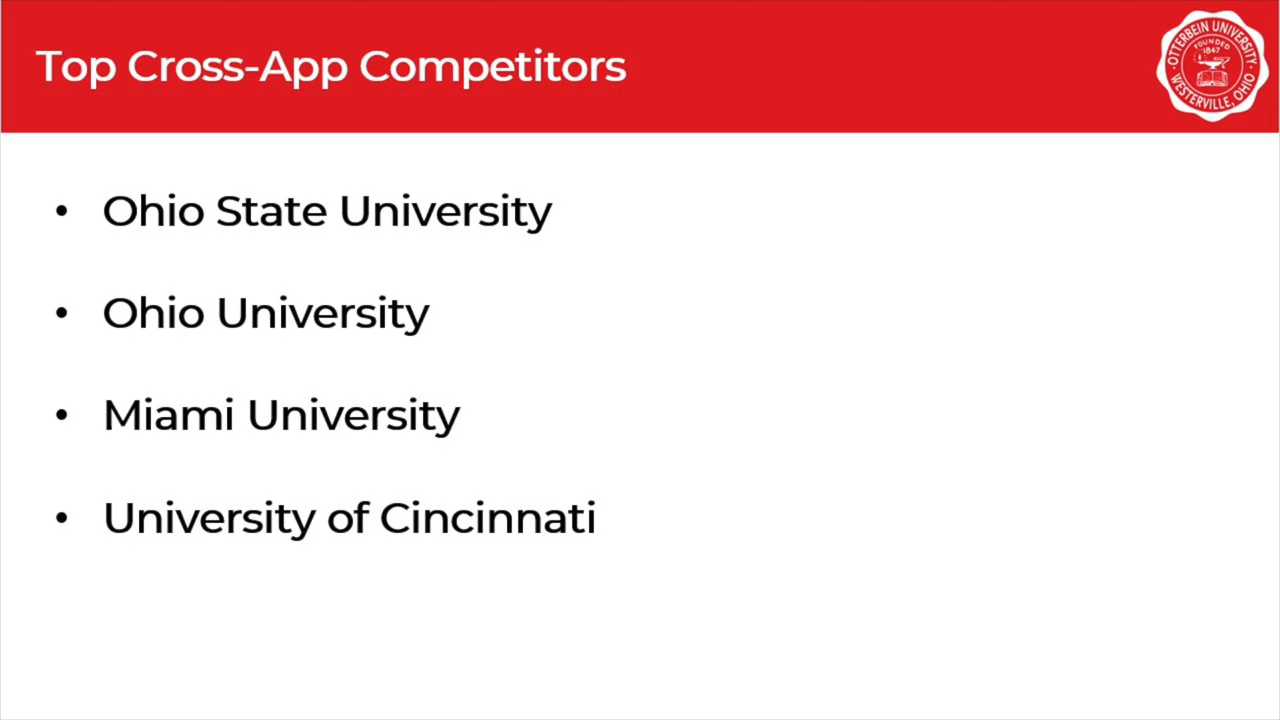 Top Cross-App Competitors
OTTERBEIN UNIVERSITY
FOUNDED
1847
WESTERVILLE, OHIO
• Ohio State University
• Ohio University
• Miami University
• University of Cincinnati